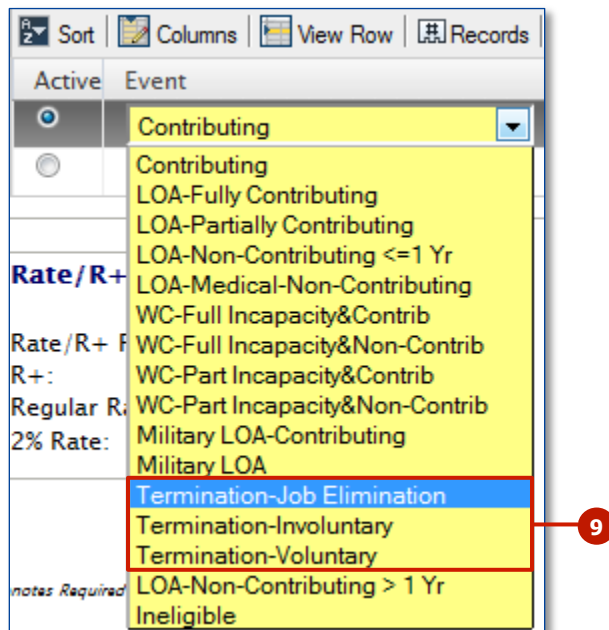 Sort Columns View Row Records
Active Event
Contributing
Contributing
LOA-Fully Contributing
LOA-Partially Contributing
LOA-Non-Contributing <=1 Yr
Rate/R+ LOA-Medical-Non-Contributing
WC-Full Incapacity&Contrib
Rate/R+ WC-Full Incapacity&Non-Contrib
R+: WC-Part Incapacity&Contrib
Regular WC-Part Incapacity&Non-Contrib
2% Rate: Military LOA-Contributing
Military LOA
Termination-Job Elimination
Termination-Involuntary 9
Termination-Voluntary
notes Required LOA-Non-Contributing > 1 Yr
Ineligible